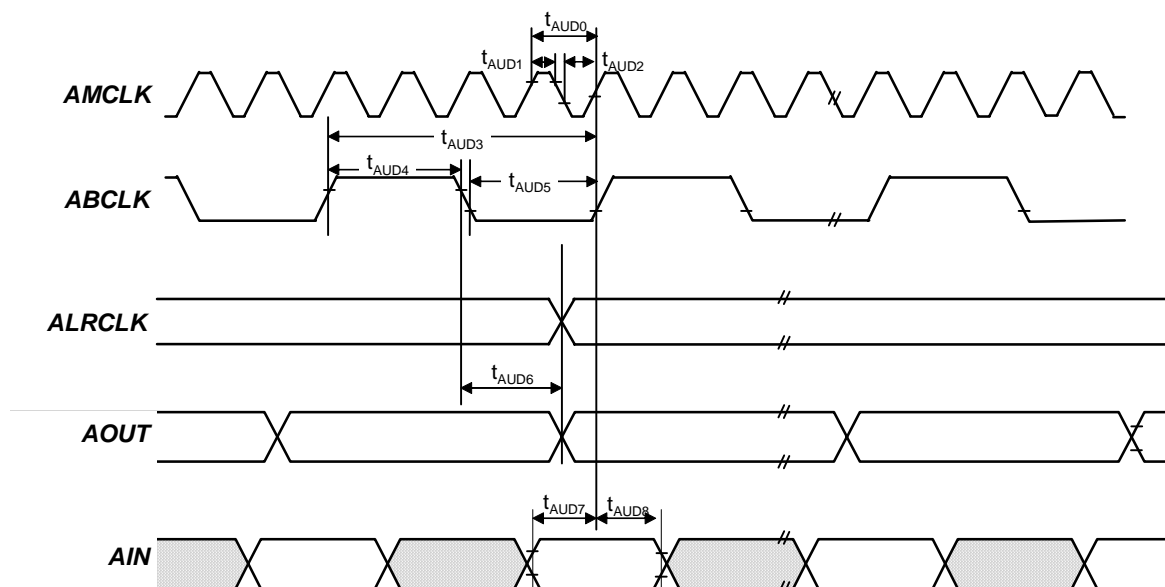 tAUD0
tAUD1
tAUD2
AMCLK
tAUD3
tAUD4
tAUD5
ABCLK
ALRCLK
tAUD6
AOUT
tAUD7
tAUD8
AIN